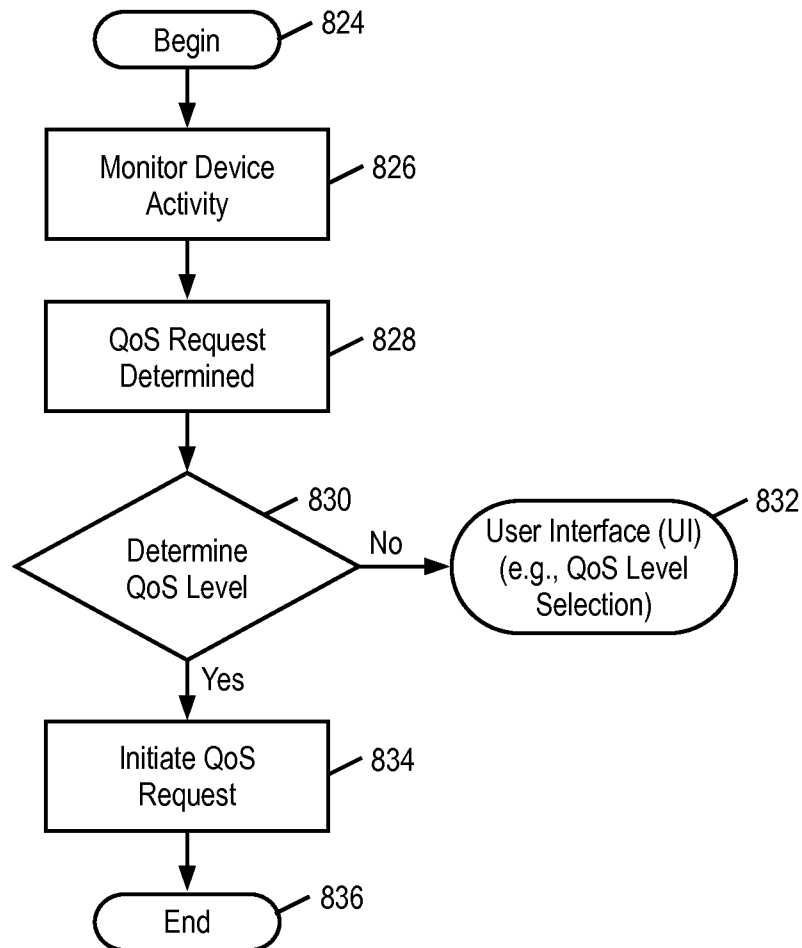 Begin
824
Monitor Device
Activity
826
QoS Request
Determined
828
Determine
QoS Level
830
No
User Interface (UI)
(e.g., QoS Level
Selection)
832
Yes
Initiate QoS
Request
834
End
836